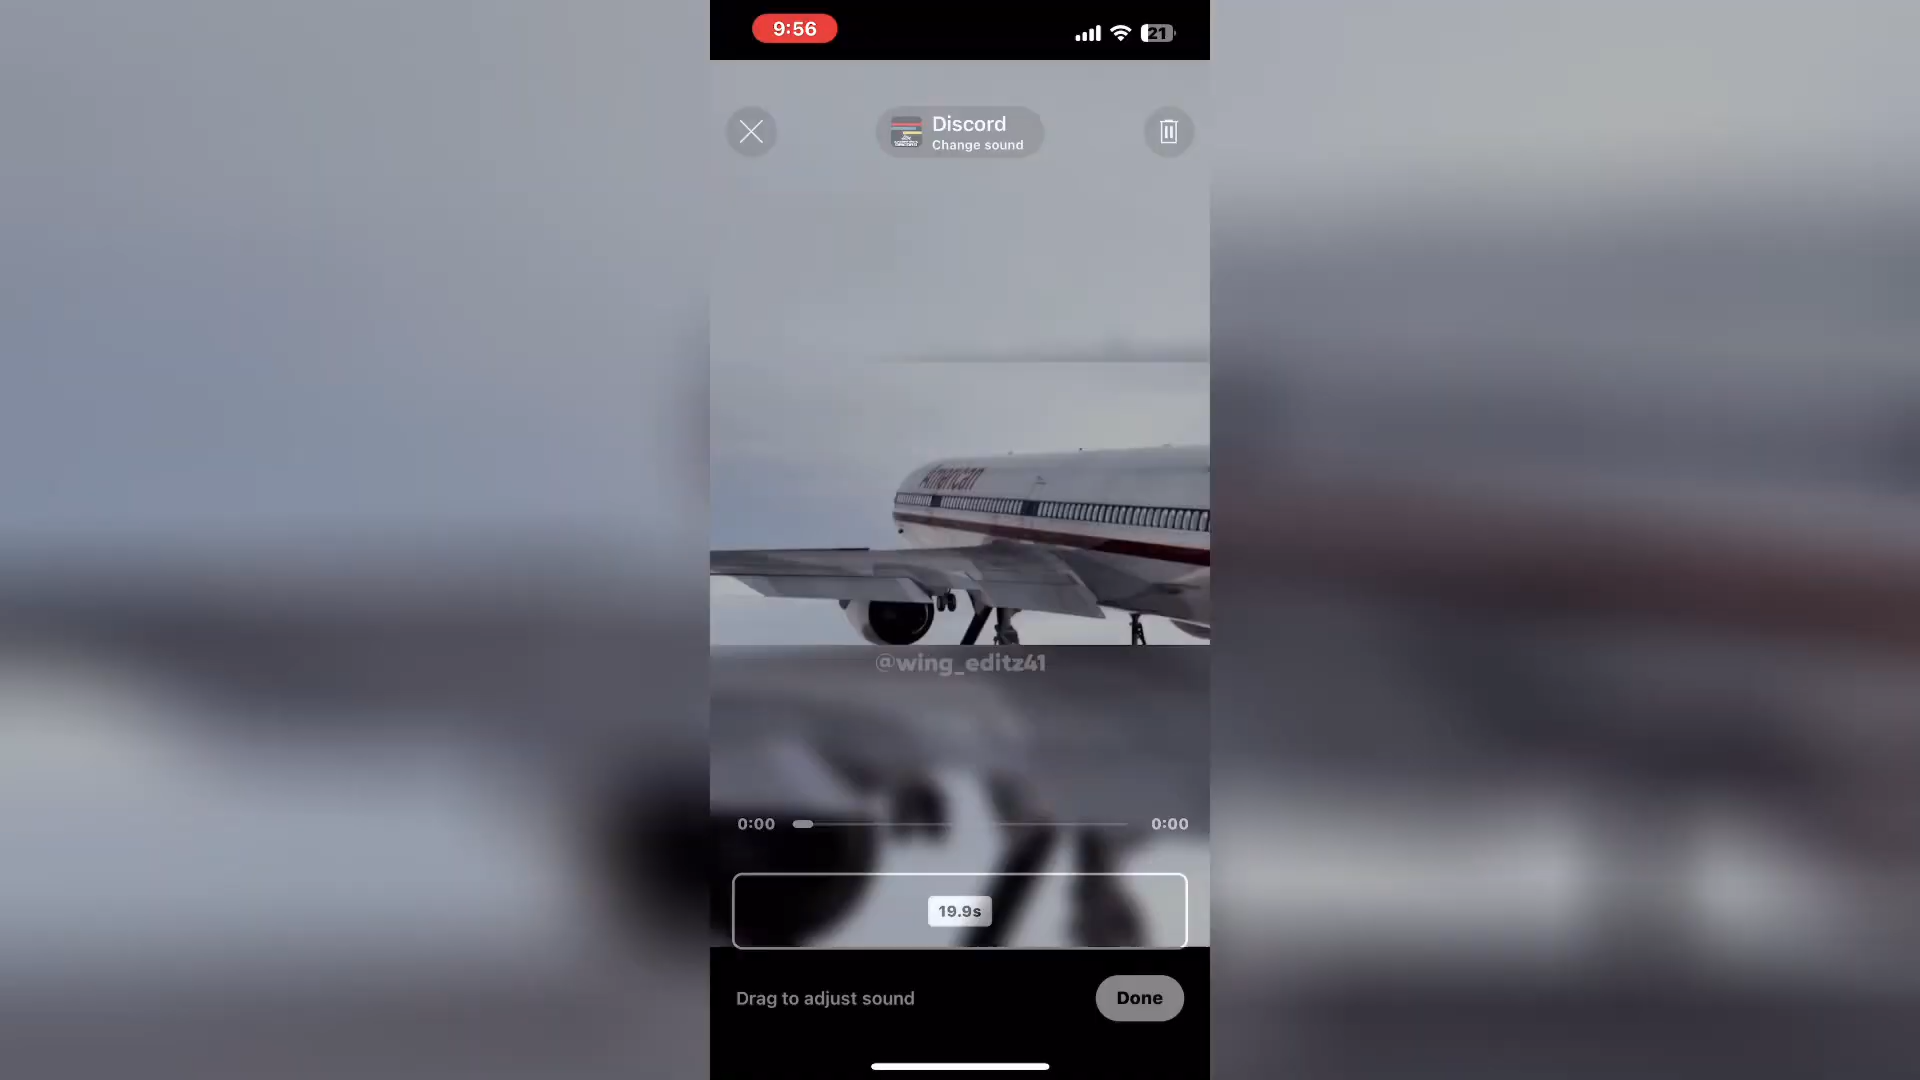 9:56
21
Discord
Change sound
American
@wing_editz41
0:00
0:00
19.9s
Drag to adjust sound
Done